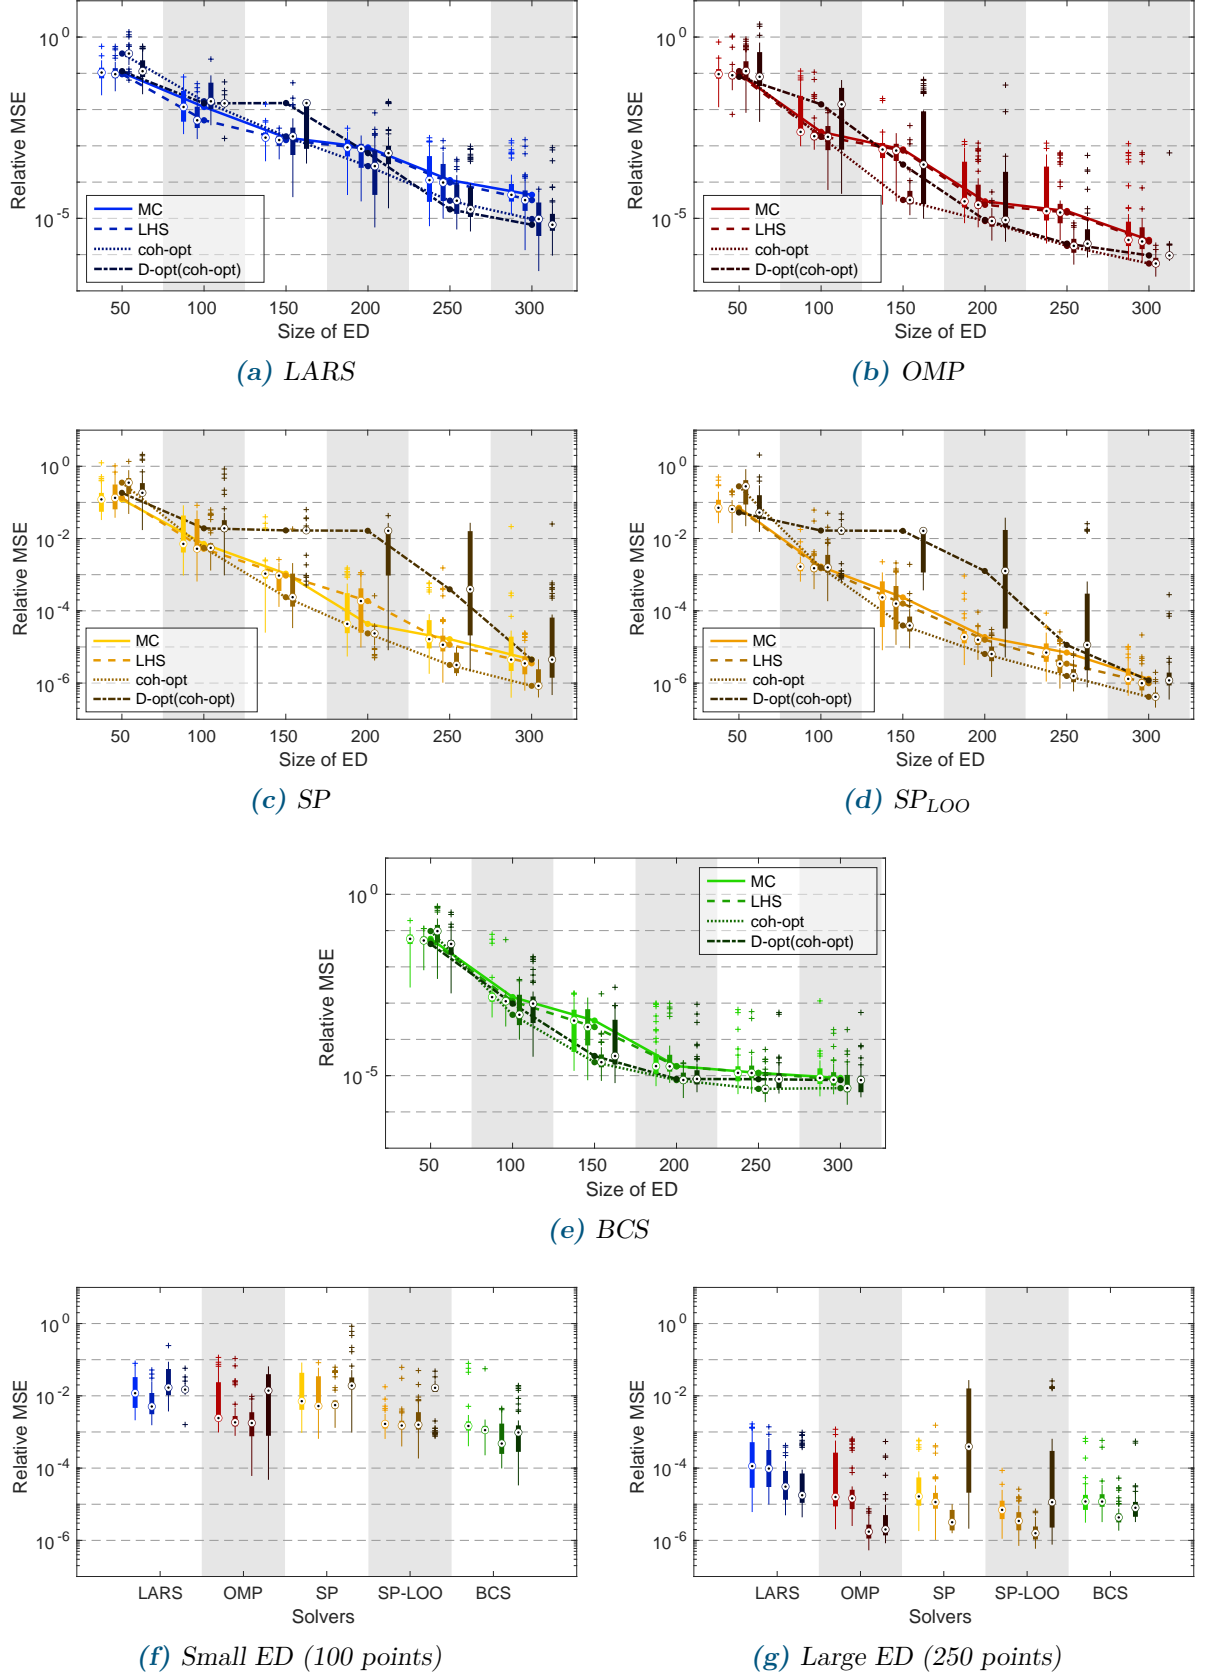 10^0
10^-5
Relative MSE
MC
LHS
coh-opt
D-opt(coh-opt)
50 100 150 200 250 300
Size of ED
(a) LARS
10^0
10^-5
Relative MSE
MC
LHS
coh-opt
D-opt(coh-opt)
50 100 150 200 250 300
Size of ED
(b) OMP
10^0
10^-2
10^-4
10^-6
Relative MSE
MC
LHS
coh-opt
D-opt(coh-opt)
50 100 150 200 250 300
Size of ED
(c) SP
10^0
10^-2
10^-4
10^-6
Relative MSE
MC
LHS
coh-opt
D-opt(coh-opt)
50 100 150 200 250 300
Size of ED
(d) SP_LOO
10^0
10^-5
Relative MSE
MC
LHS
coh-opt
D-opt(coh-opt)
50 100 150 200 250 300
Size of ED
(e) BCS
10^0
10^-2
10^-4
10^-6
Relative MSE
LARS OMP SP SP-LOO BCS
Solvers
(f) Small ED (100 points)
10^0
10^-2
10^-4
10^-6
Relative MSE
LARS OMP SP SP-LOO BCS
Solvers
(g) Large ED (250 points)